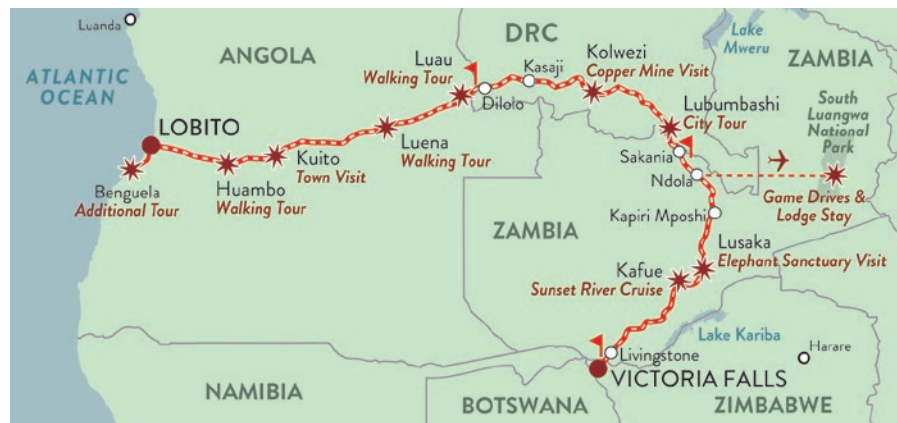 Luanda
ANGOLA
DRC
Lake
Mweru
ZAMBIA
ATLANTIC
OCEAN
Luau
Walking Tour
Kasaji
Dilolo
Kolwezi
Copper Mine Visit
South
Luangwa
National
Park
LOBITO
Lubumbashi
City Tour
Luena
Walking Tour
Kuito
Town Visit
Sakania
Ndola
Benguela
Additional Tour
Huambo
Walking Tour
Game Drives &
Lodge Stay
Kapiri Mposhi
ZAMBIA
Lusaka
Elephant Sanctuary Visit
Kafue
Sunset River Cruise
Lake Kariba
Harare
Livingstone
VICTORIA FALLS
NAMIBIA
BOTSWANA
ZIMBABWE